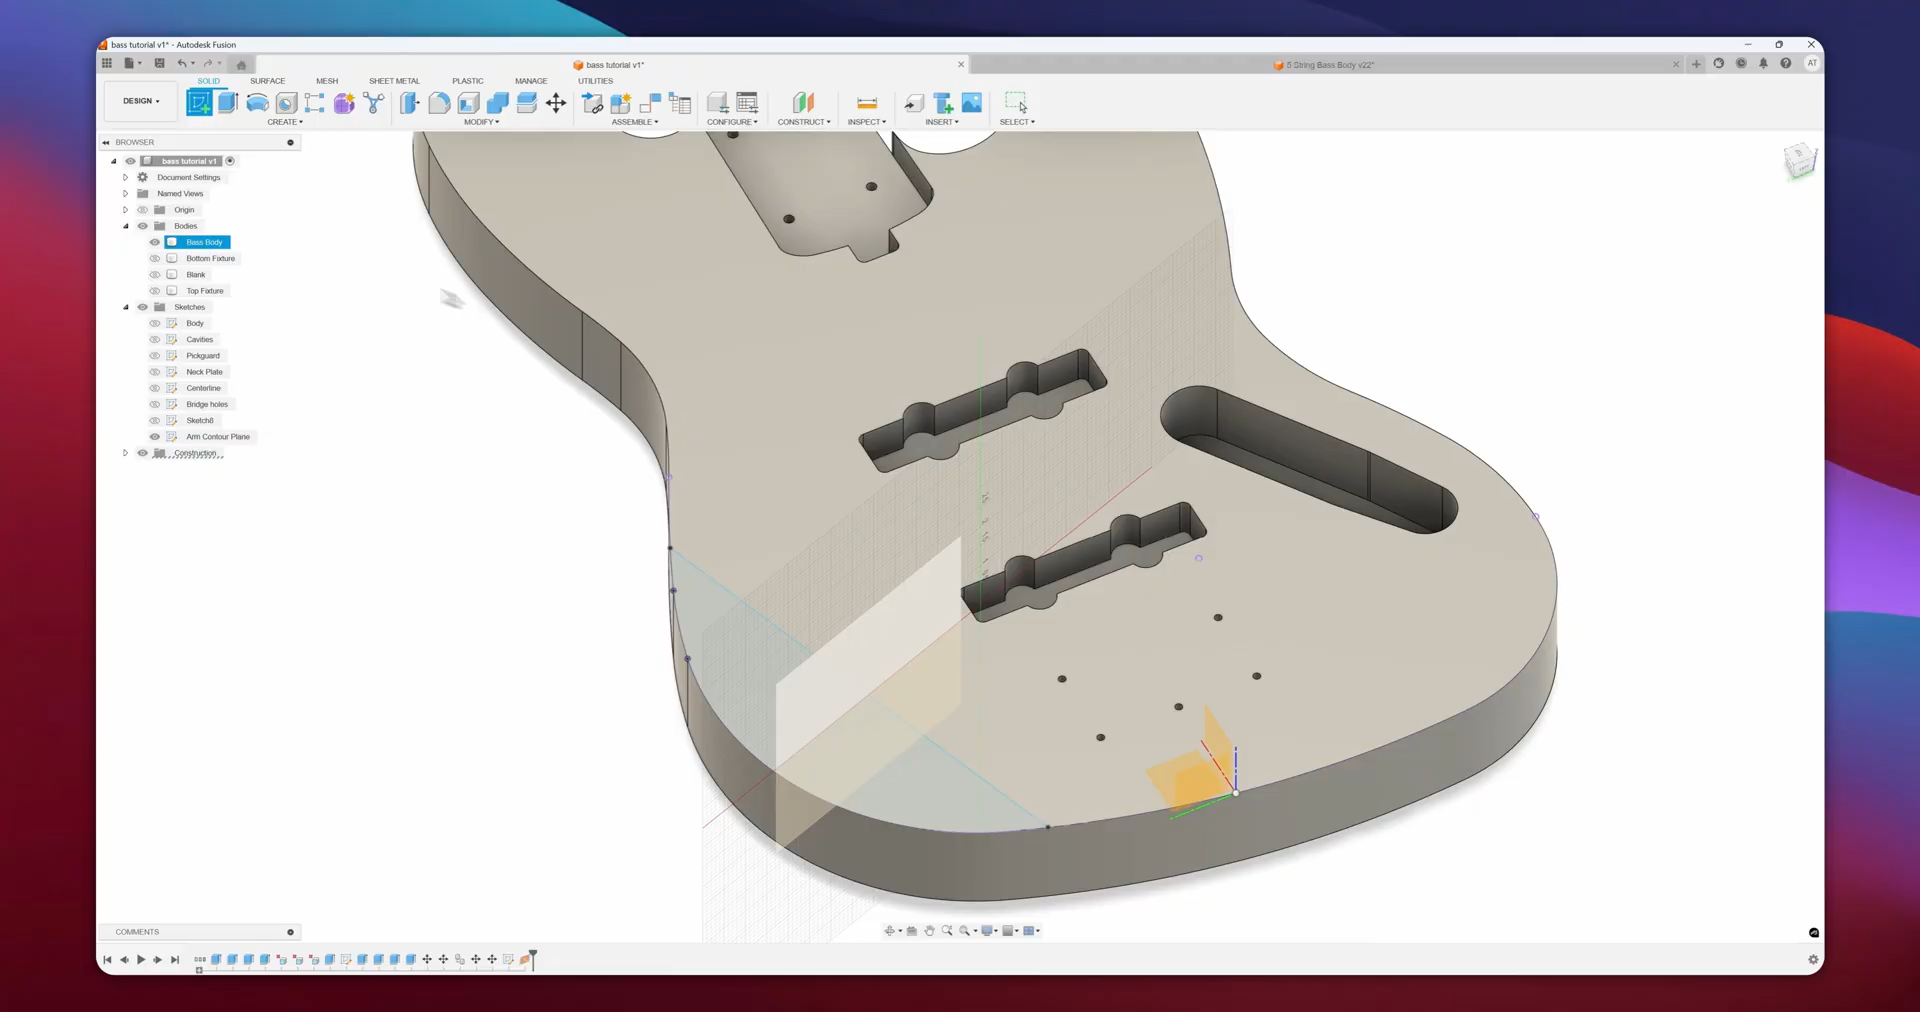 bass tutorial v1* - Autodesk Fusion
bass tutorial v1*
5 String Bass Body v22*
AT
DESIGN
SOLID
SURFACE
MESH
SHEET METAL
PLASTIC
MANAGE
UTILITIES
CREATE
MODIFY
ASSEMBLE
CONFIGURE
CONSTRUCT
INSPECT
INSERT
SELECT
BROWSER
bass tutorial v1
Document Settings
Named Views
Origin
Bodies
Bass Body
Bottom Fixture
Blank
Top Fixture
Sketches
Body
Cavities
Pickguard
Neck Plate
Centerline
Bridge holes
Sketch8
Arm Contour Plane
Construction
COMMENTS